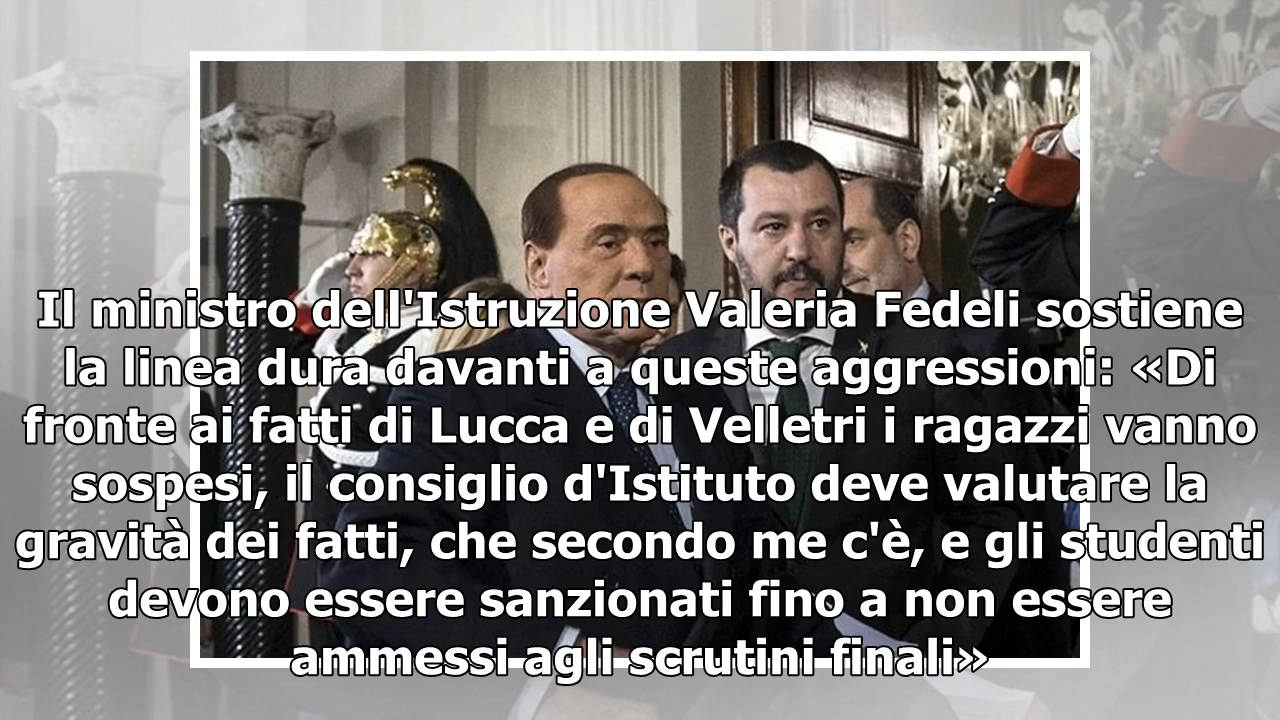 Il ministro dell'Istruzione Valeria Fedeli sostiene
la linea dura davanti a queste aggressioni: «Di
fronte ai fatti di Lucca e di Velletri i ragazzi vanno
sospesi, il consiglio d'Istituto deve valutare la
gravità dei fatti, che secondo me c'è, e gli studenti
devono essere sanzionati fino a non essere
ammessi agli scrutini finali»